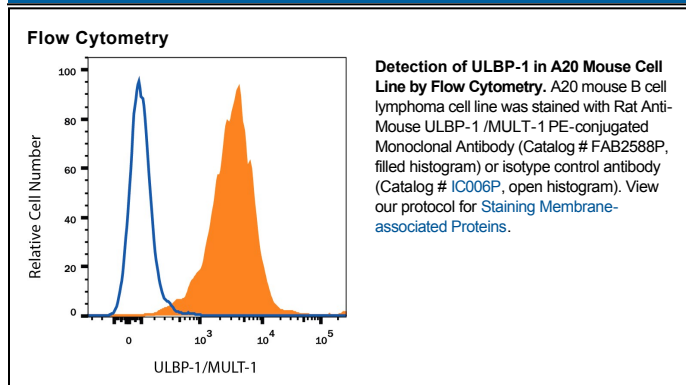 Flow Cytometry
100
80
60
40
20
0
Relative Cell Number
0
10³
10⁴
10⁵
ULBP-1/MULT-1
Detection of ULBP-1 in A20 Mouse Cell
Line by Flow Cytometry. A20 mouse B cell
lymphoma cell line was stained with Rat Anti-
Mouse ULBP-1 /MULT-1 PE-conjugated
Monoclonal Antibody (Catalog # FAB2588P,
filled histogram) or isotype control antibody
(Catalog # IC006P, open histogram). View
our protocol for Staining Membrane-
associated Proteins.